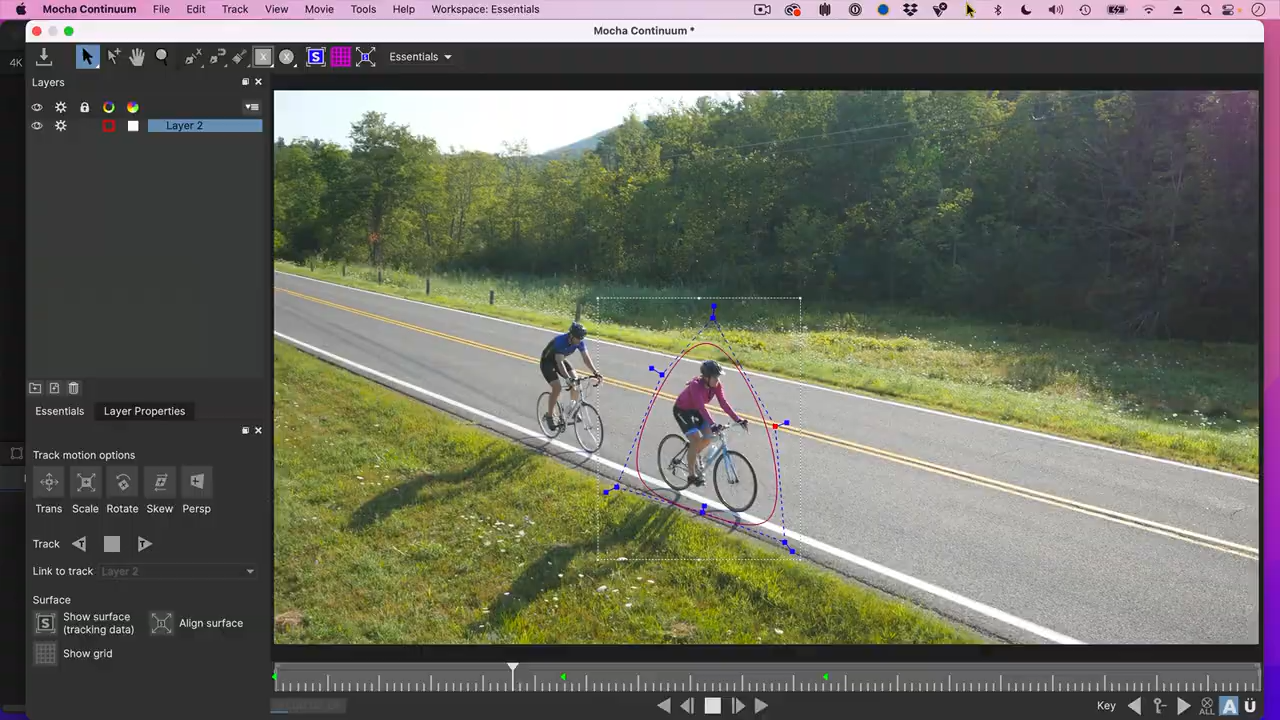 Mocha Continuum File Edit Track View Movie Tools Help Workspace: Essentials
Mocha Continuum *
4K
Essentials
Layers
Layer 2
Essentials Layer Properties
Track motion options
Trans Scale Rotate Skew Persp
Track
Link to track Layer 2
Surface
Show surface
(tracking data)
Align surface
Show grid
Key
ALL
A